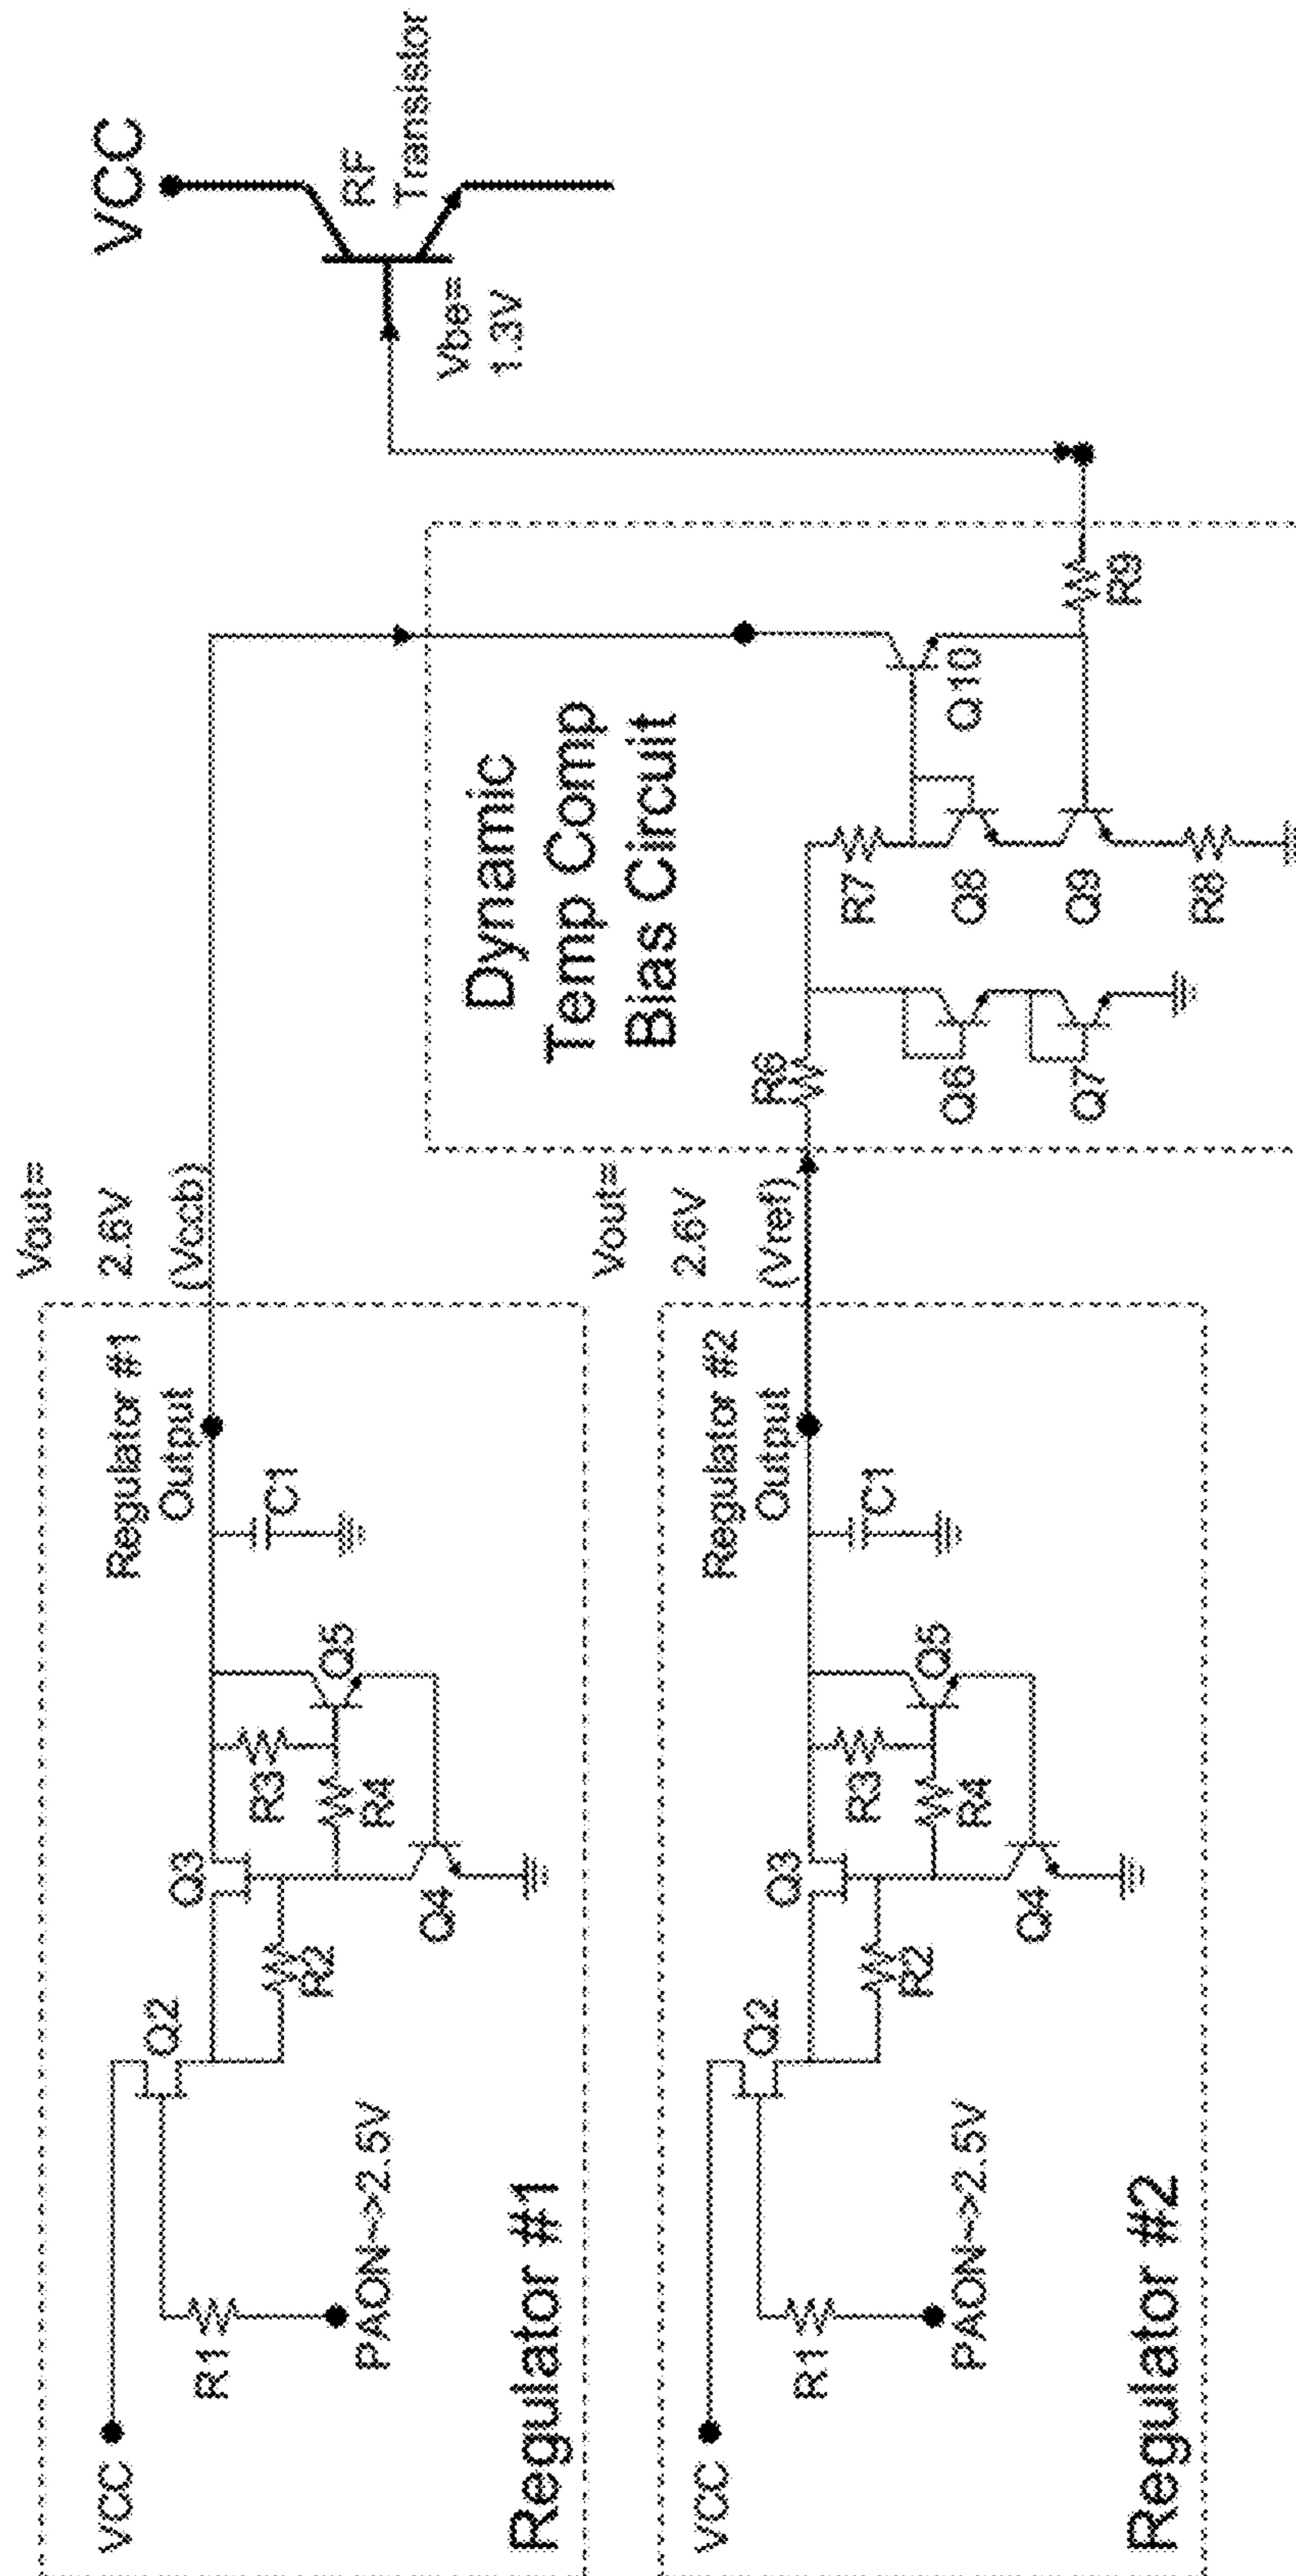 VCC
Q2
R1
PAON-->2.5V
R2
Q3
R3
R4
Q4
Q5
C1
Regulator #1
Output
Regulator #1
Vout=
2.6V
(Vccb)
VCC
Q2
R1
PAON-->2.5V
R2
Q3
R3
R4
Q4
Q5
C1
Regulator #2
Output
Regulator #2
Vout=
2.6V
(Vref)
Dynamic
Temp Comp
Bias Circuit
R6
Q6
Q7
R7
Q8
Q9
R8
Q10
R9
VCC
RF
Transistor
Vbe=
1.3V